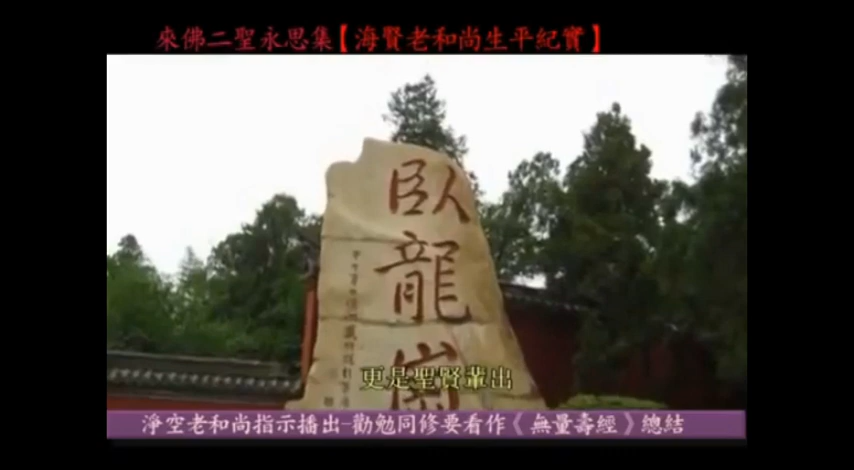 來佛二聖永思集【海賢老和尚生平紀實】
臥龍崗
更是聖賢輩出
淨空老和尚指示播出-勸勉同修要看作《無量壽經》總結